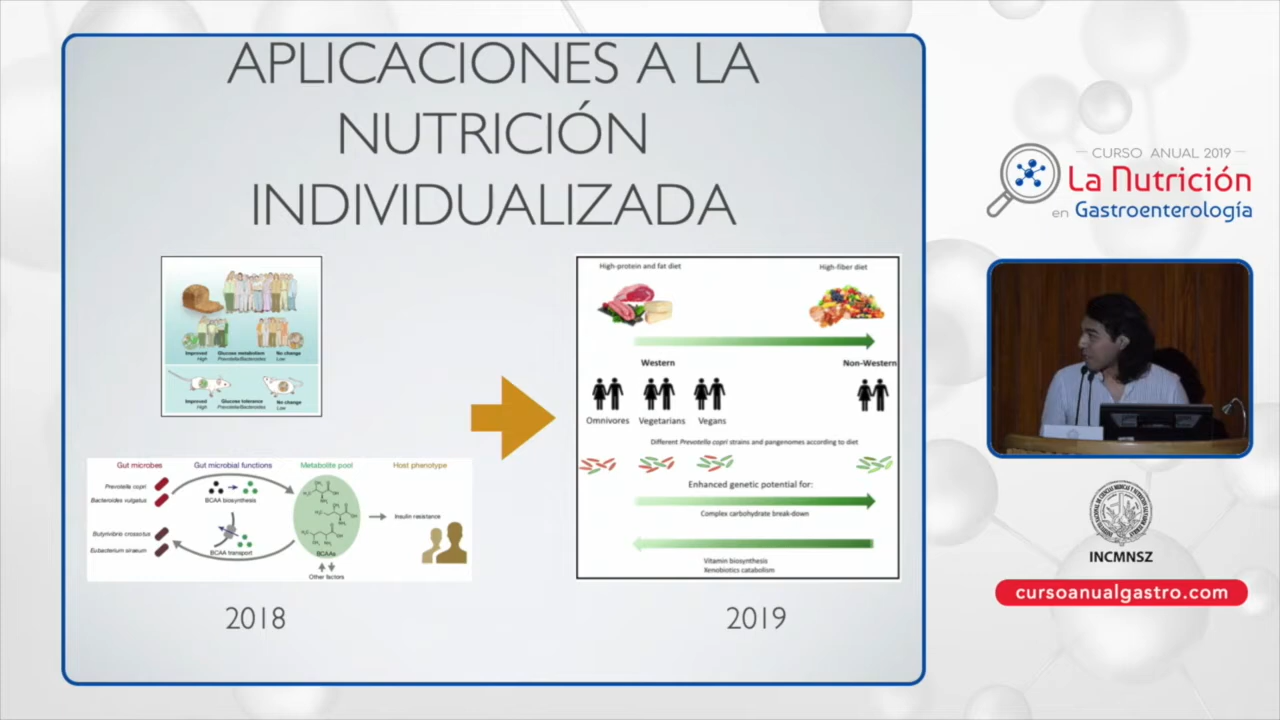 APLICACIONES A LA
NUTRICIÓN
INDIVIDUALIZADA
Improved
Glucose metabolism
No change
High
Prevotella/Bacteroides
Low
Improved
Glucose tolerance
No change
High
Prevotella/Bacteroides
Low
Gut microbes
Gut microbial functions
Metabolite pool
Host phenotype
Prevotella copri
Bacteroides vulgatus
BCAA biosynthesis
Insulin resistance
Butyrivibrio crossotus
Eubacterium siraeum
BCAA transport
BCAAs
Other factors
2018
High-protein and fat diet
High-fiber diet
Western
Non-Western
Omnivores
Vegetarians
Vegans
Different Prevotella copri strains and pangenomes according to diet
Enhanced genetic potential for:
Complex carbohydrate break-down
Vitamin biosynthesis
Xenobiotics catabolism
2019
CURSO ANUAL 2019
La Nutrición
en Gastroenterología
INCMNSZ
cursoanualgastro.com